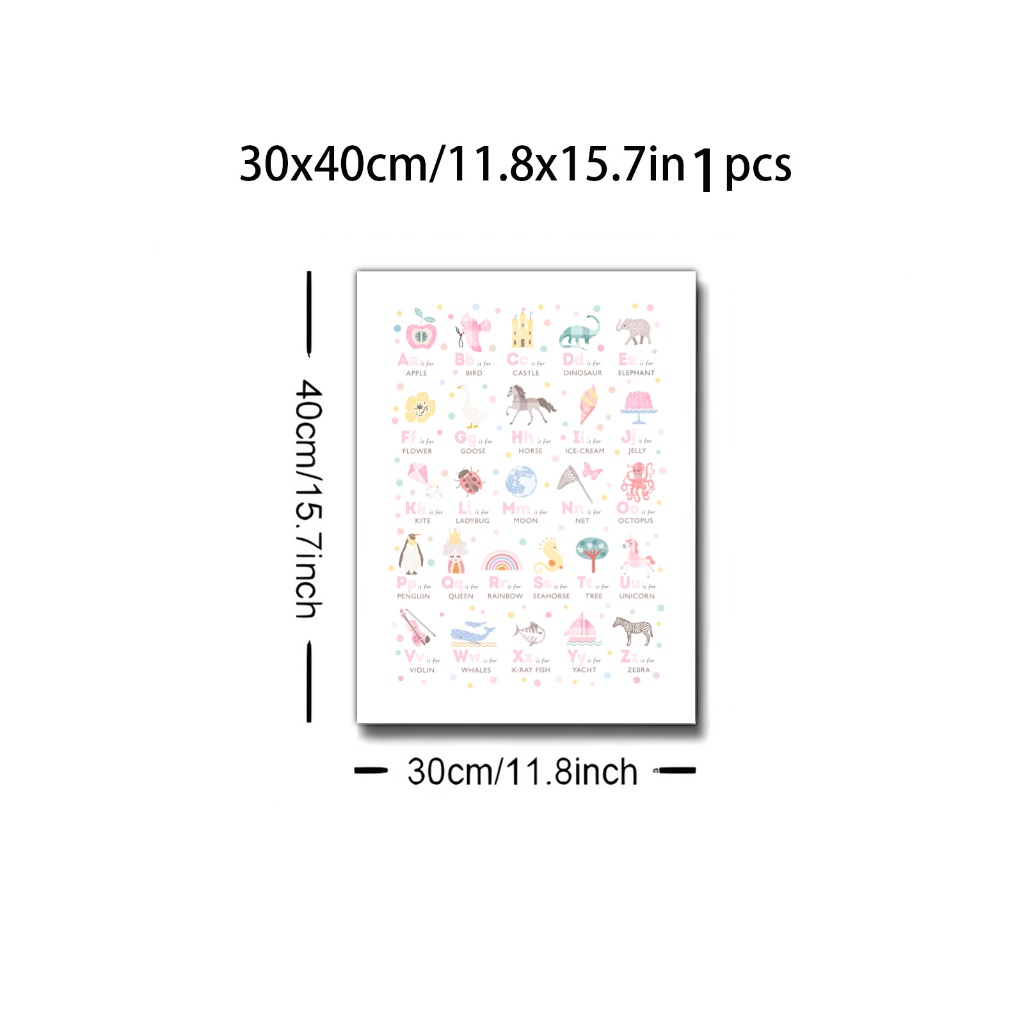 30x40cm/11.8x15.7in 1pcs
40cm/15.7inch
Aa is for Bb is for Cc is for Dd is for Ee is for
APPLE BIRD CASTLE DINOSAUR ELEPHANT
Ff is for Gg is for Hh is for Ii is for Jj is for
FLOWER GOOSE HORSE ICE-CREAM JELLY
Kk is for Ll is for Mm is for Nn is for Oo is for
KITE LADYBUG MOON NET OCTOPUS
Pp is for Qq is for Rr is for Ss is for Tt is for Uu is for
PENGUIN QUEEN RAINBOW SEAHORSE TREE UNICORN
Vv is for Ww is for Xx is for Yy is for Zz is for
VIOLIN WHALES X-RAY FISH YACHT ZEBRA
30cm/11.8inch